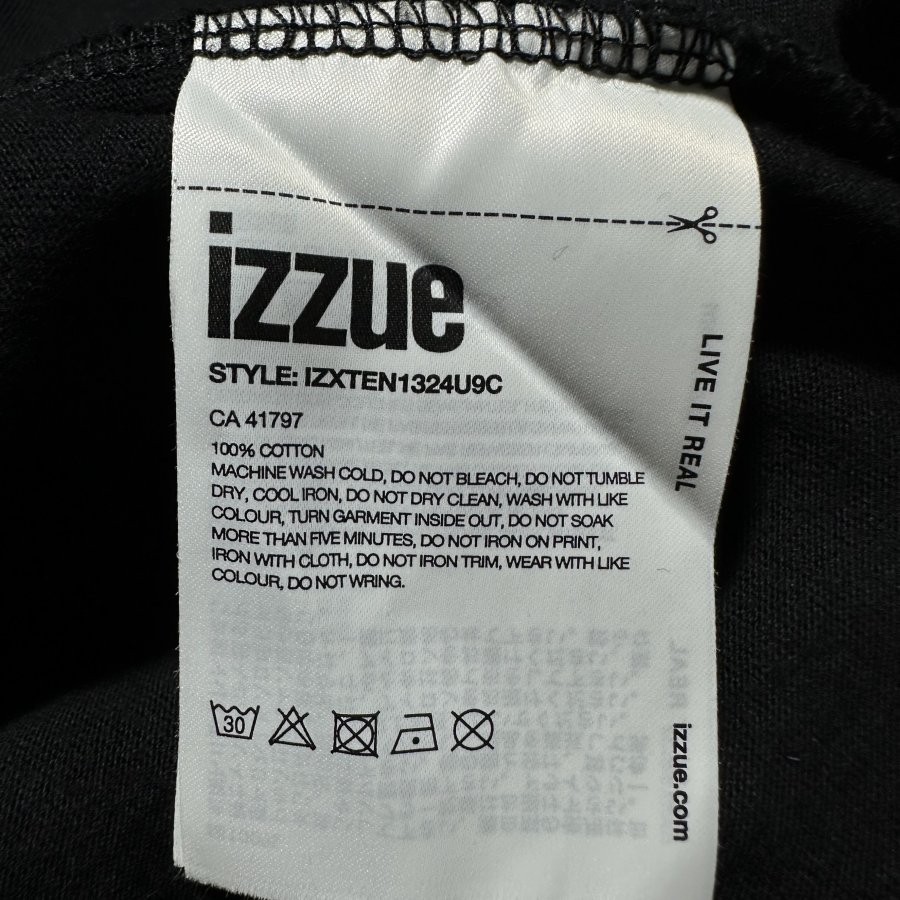 izzue
STYLE: IZXTEN1324U9C
CA 41797
100% COTTON
MACHINE WASH COLD, DO NOT BLEACH, DO NOT TUMBLE
DRY, COOL IRON, DO NOT DRY CLEAN, WASH WITH LIKE
COLOUR, TURN GARMENT INSIDE OUT, DO NOT SOAK
MORE THAN FIVE MINUTES, DO NOT IRON ON PRINT,
IRON WITH CLOTH, DO NOT IRON TRIM, WEAR WITH LIKE
COLOUR, DO NOT WRING.
30
LIVE IT REAL
izzue.com